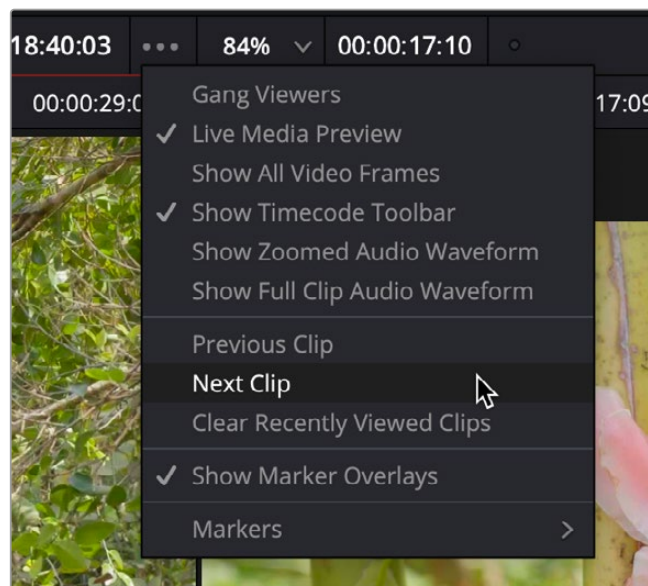 18:40:03 ••• 84% 00:00:17:10
00:00:29:0 17:09
Gang Viewers
✓ Live Media Preview
Show All Video Frames
✓ Show Timecode Toolbar
Show Zoomed Audio Waveform
Show Full Clip Audio Waveform
Previous Clip
Next Clip
Clear Recently Viewed Clips
✓ Show Marker Overlays
Markers >